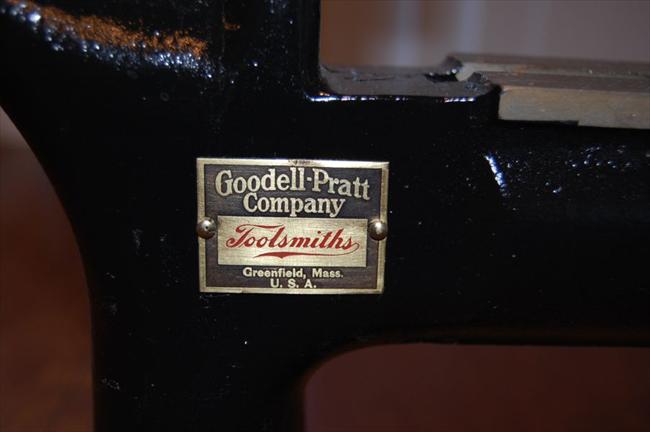 Goodell-Pratt
Company
Toolsmiths
Greenfield, Mass.
U. S. A.